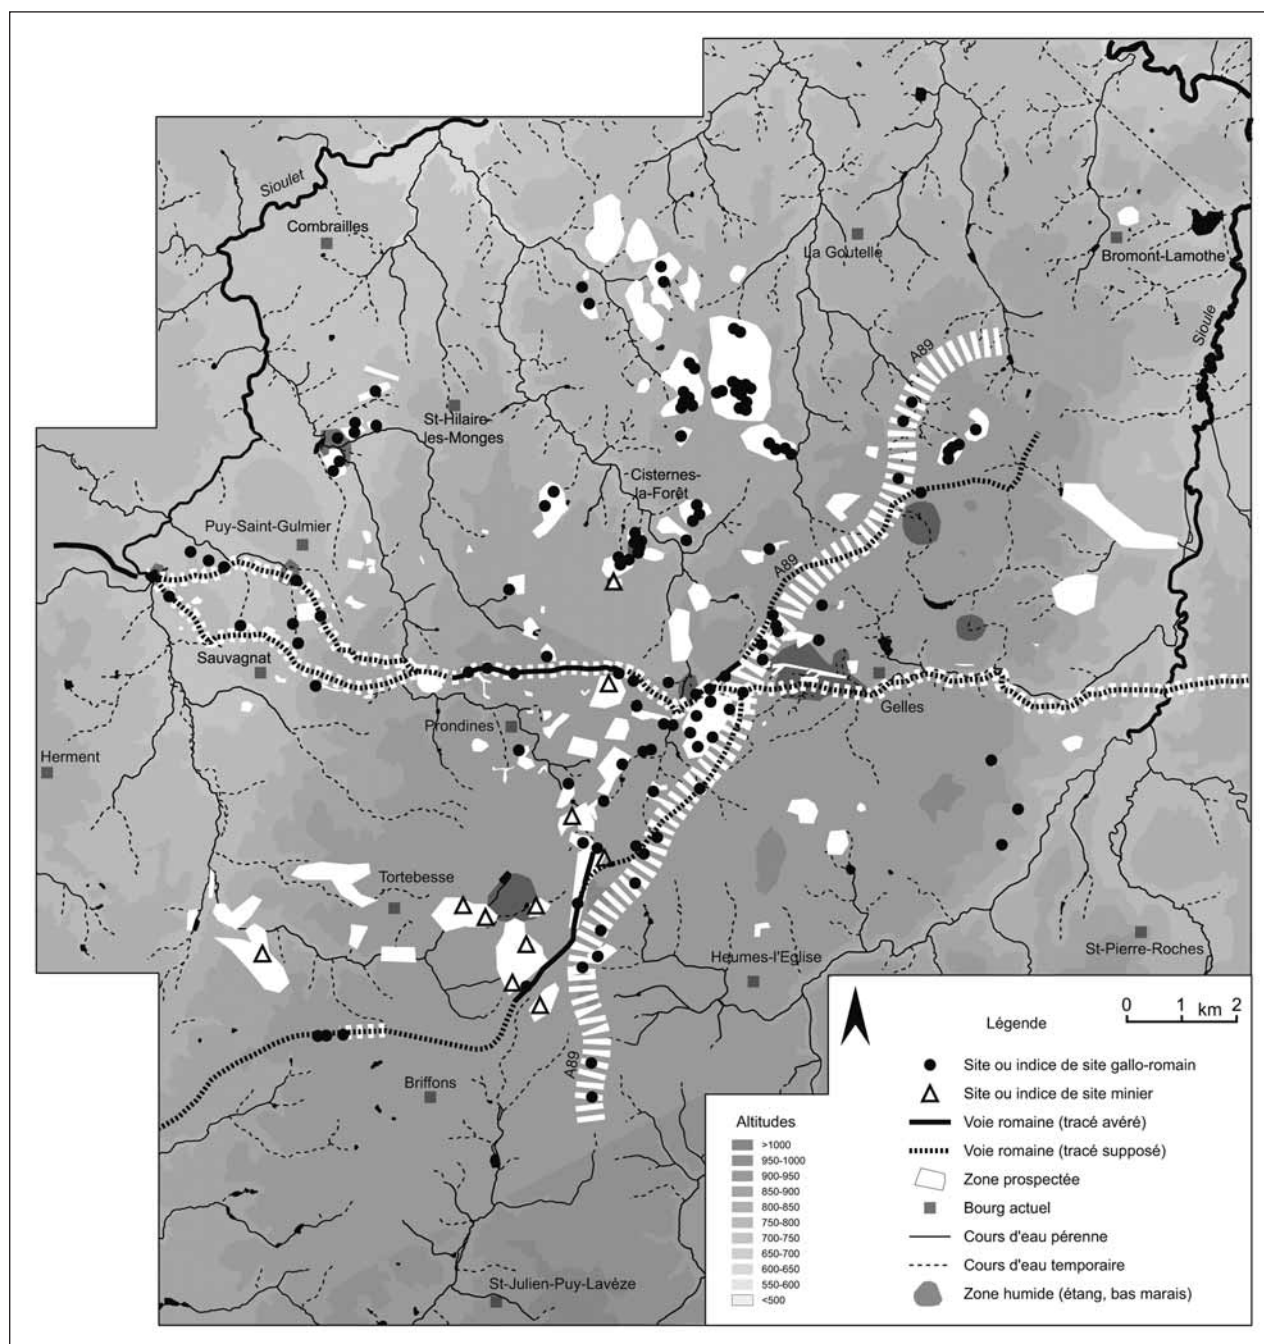 Sioulet
Combrailles
La Goutelle
Bromont-Lamothe
Sioule
A89
St-Hilaire-
les-Monges
Cisternes-
la-Forêt
Puy-Saint-Gulmier
A89
Sauvagnat
Gelles
Prondines
Herment
Tortebesse
Heumes-l'Eglise
St-Pierre-Roches
A89
Briffons
St-Julien-Puy-Lavèze
Légende
0 1 2
km
Site ou indice de site gallo-romain
Site ou indice de site minier
Voie romaine (tracé avéré)
Voie romaine (tracé supposé)
Zone prospectée
Bourg actuel
Cours d'eau pérenne
Cours d'eau temporaire
Zone humide (étang, bas marais)
Altitudes
>1000
950-1000
900-950
850-900
800-850
750-800
700-750
650-700
600-650
550-600
<500